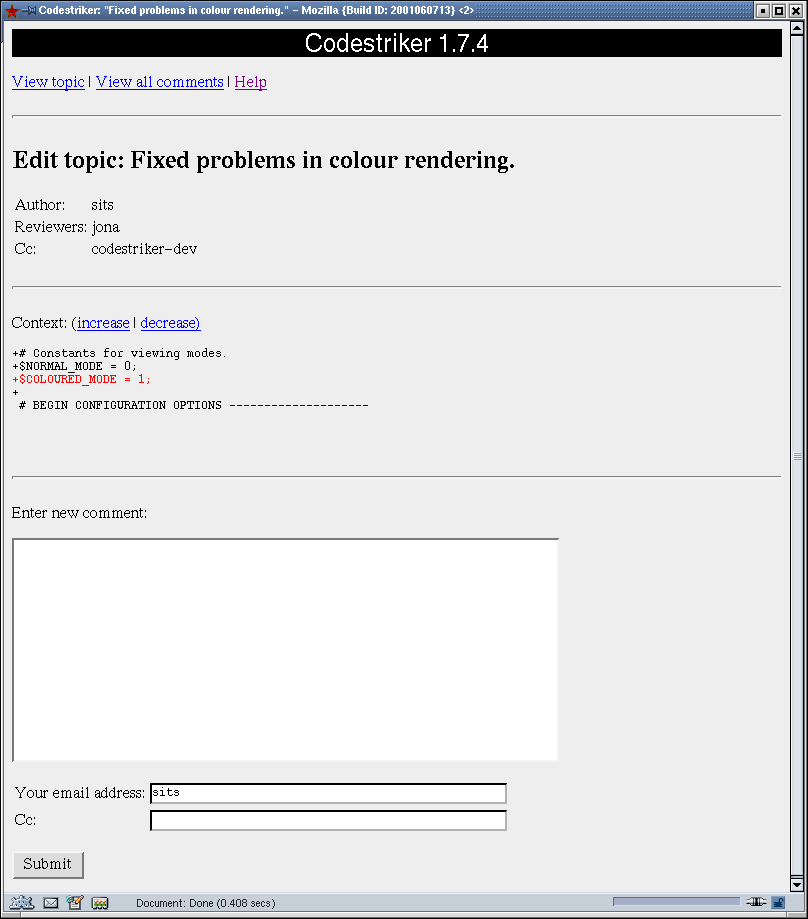 Codestriker: "Fixed problems in colour rendering." - Mozilla {Build ID: 2001060713} <2>
Codestriker 1.7.4
View topic | View all comments | Help
Edit topic: Fixed problems in colour rendering.
Author: sits
Reviewers: jona
Cc: codestriker-dev
Context: (increase | decrease)
+# Constants for viewing modes.
+$NORMAL_MODE = 0;
+$COLOURED_MODE = 1;
+
# BEGIN CONFIGURATION OPTIONS --------------------
Enter new comment:
Your email address: sits
Cc:
Submit
Document: Done (0.408 secs)